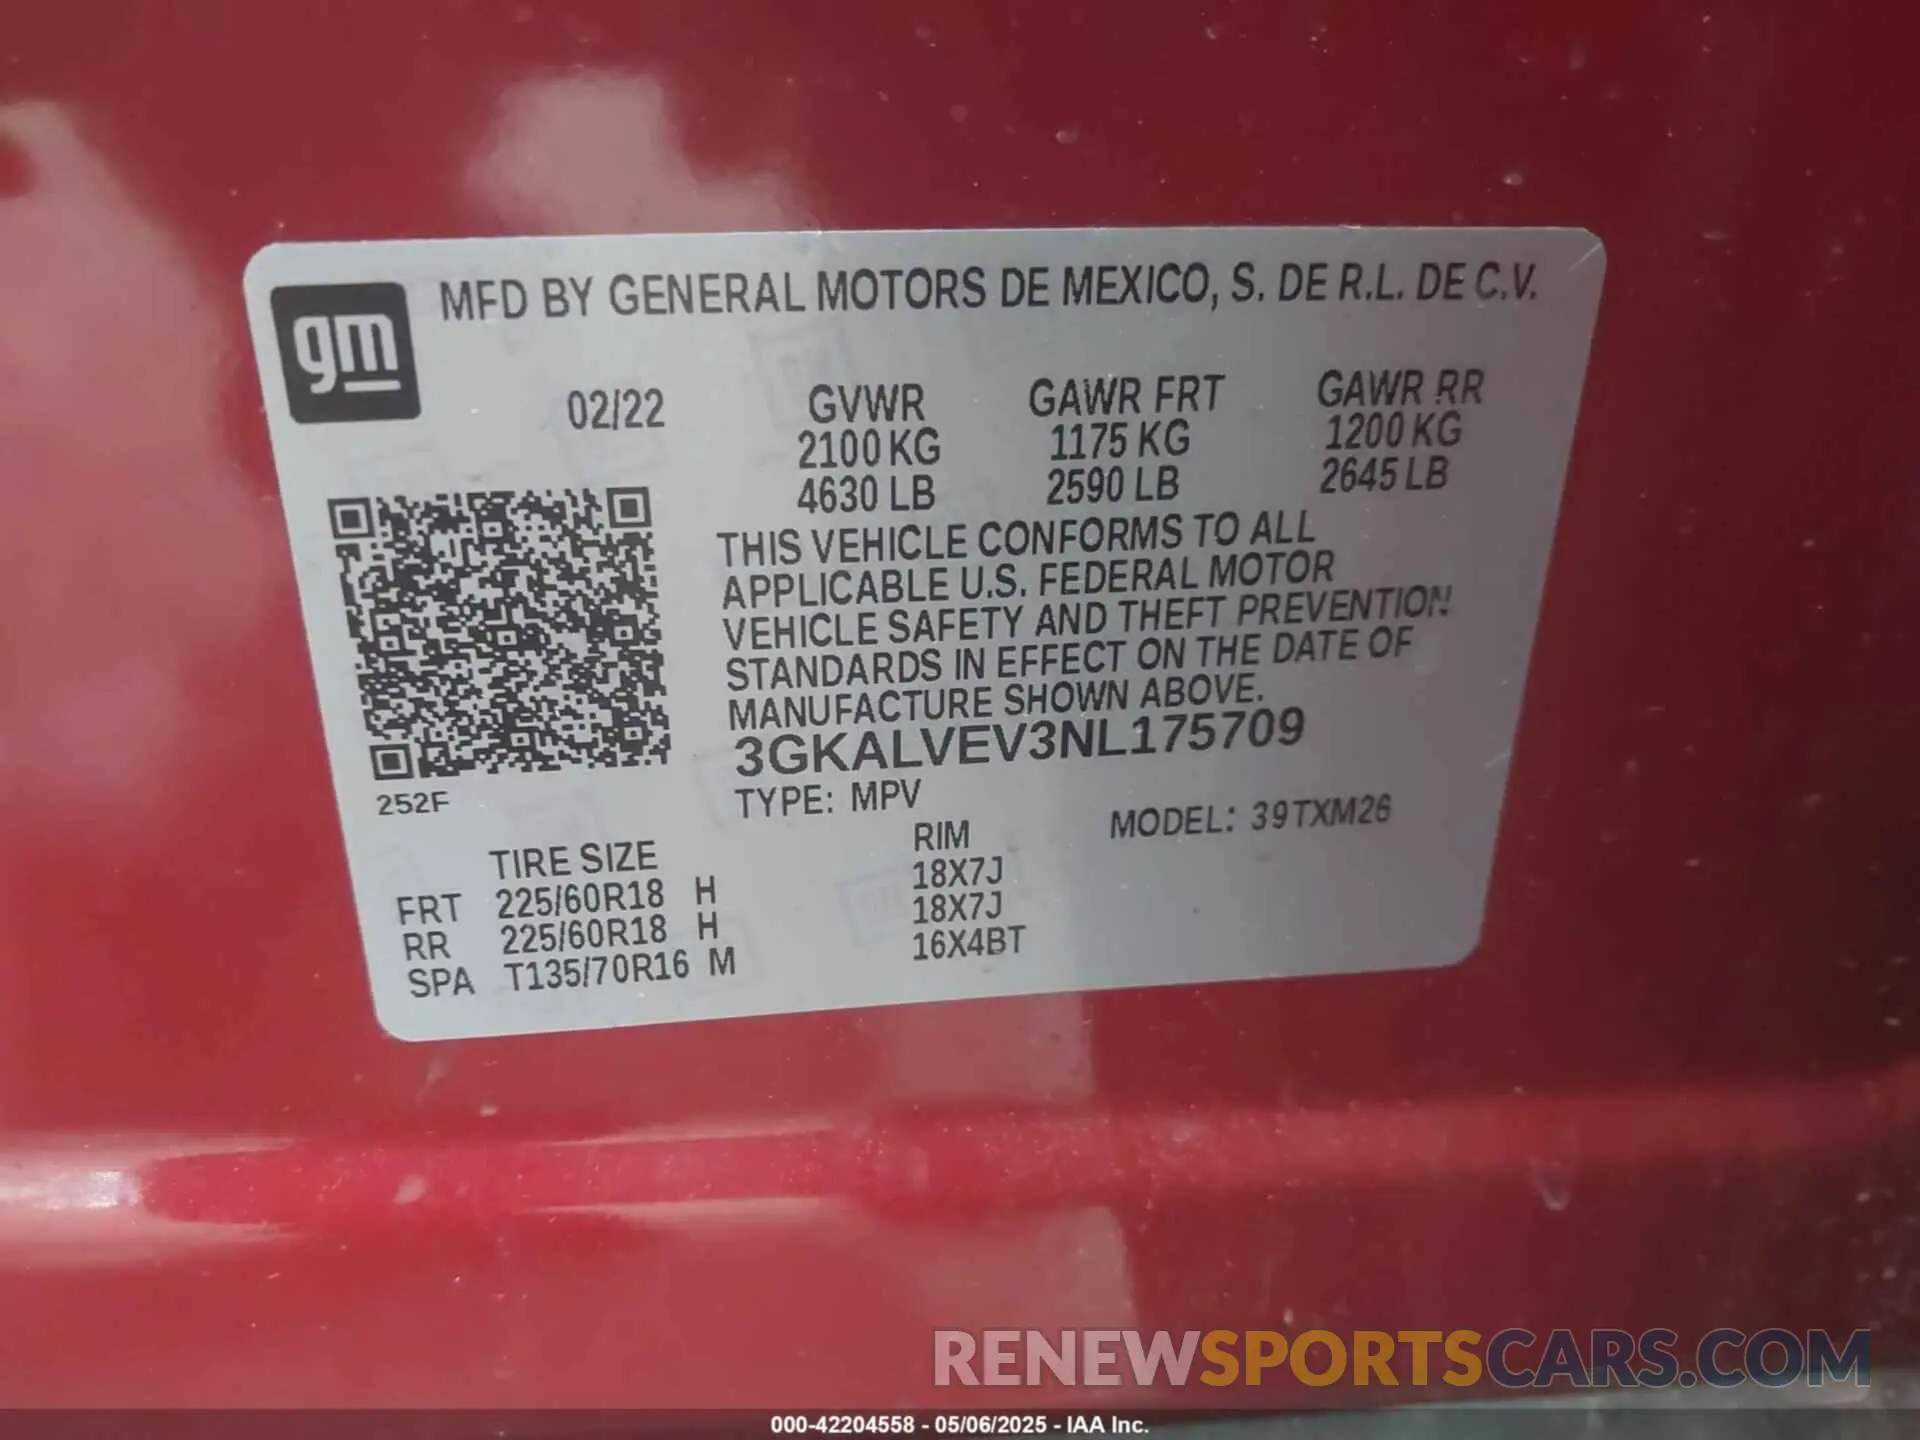 gm
MFD BY GENERAL MOTORS DE MEXICO, S. DE R.L. DE C.V.
02/22 GVWR GAWR FRT GAWR RR
2100 KG 1175 KG 1200 KG
4630 LB 2590 LB 2645 LB
THIS VEHICLE CONFORMS TO ALL
APPLICABLE U.S. FEDERAL MOTOR
VEHICLE SAFETY AND THEFT PREVENTION
STANDARDS IN EFFECT ON THE DATE OF
MANUFACTURE SHOWN ABOVE.
3GKALVEV3NL175709
252F
TYPE: MPV
MODEL: 39TXM26
TIRE SIZE RIM
FRT 225/60R18 H 18X7J
RR 225/60R18 H 18X7J
SPA T135/70R16 M 16X4BT
RENEWSPORTSCARS.COM
000-42204558 - 05/06/2025 - IAA Inc.